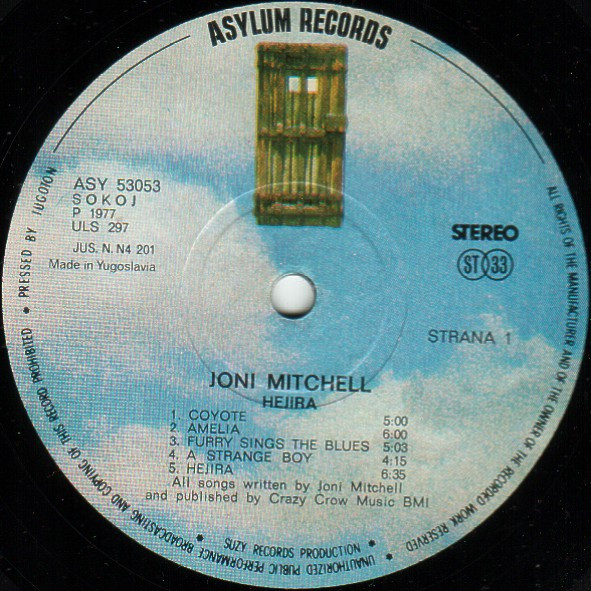 ASYLUM RECORDS
ASY 53053
SOKOJ
P 1977
ULS 297
JUS. N. N4 201
Made in Yugoslavia
STEREO
ST 33
STRANA 1
JONI MITCHELL
HEJIRA
1. COYOTE 5:00
2. AMELIA 6:00
3. FURRY SINGS THE BLUES 5:03
4. A STRANGE BOY 4:15
5. HEJIRA 6:35
All songs written by Joni Mitchell
and published by Crazy Crow Music BMI
SUZY RECORDS PRODUCTION •
ALL RIGHTS OF THE MANUFACTURER AND OF THE OWNER OF THE RECORDED WORK RESERVED
• UNAUTHORIZED PUBLIC PERFORMANCE BROADCASTING AND COPYING OF THIS RECORD PROHIBITED • PRESSED BY JUGOTON